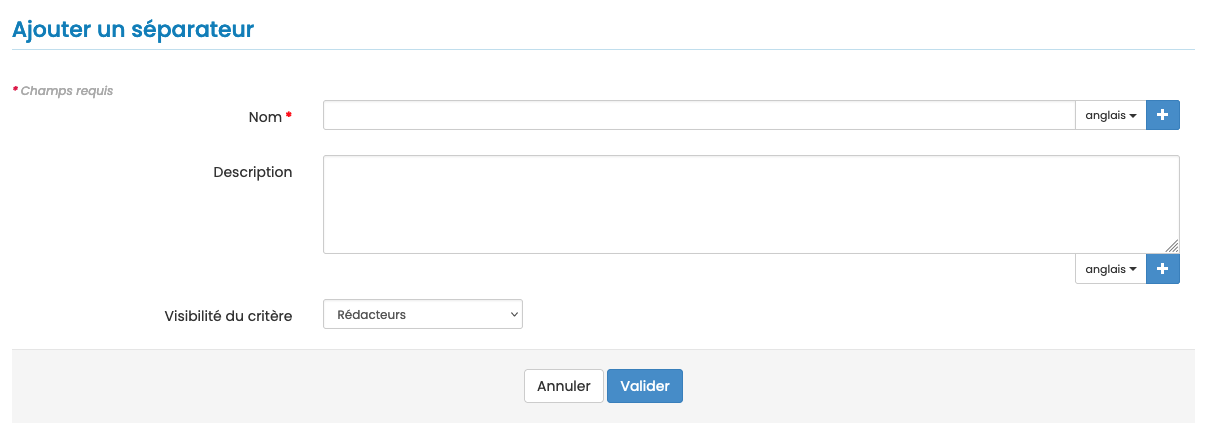 Ajouter un séparateur
* Champs requis
Nom *
anglais
Description
anglais
Visibilité du critère
Rédacteurs
Annuler
Valider